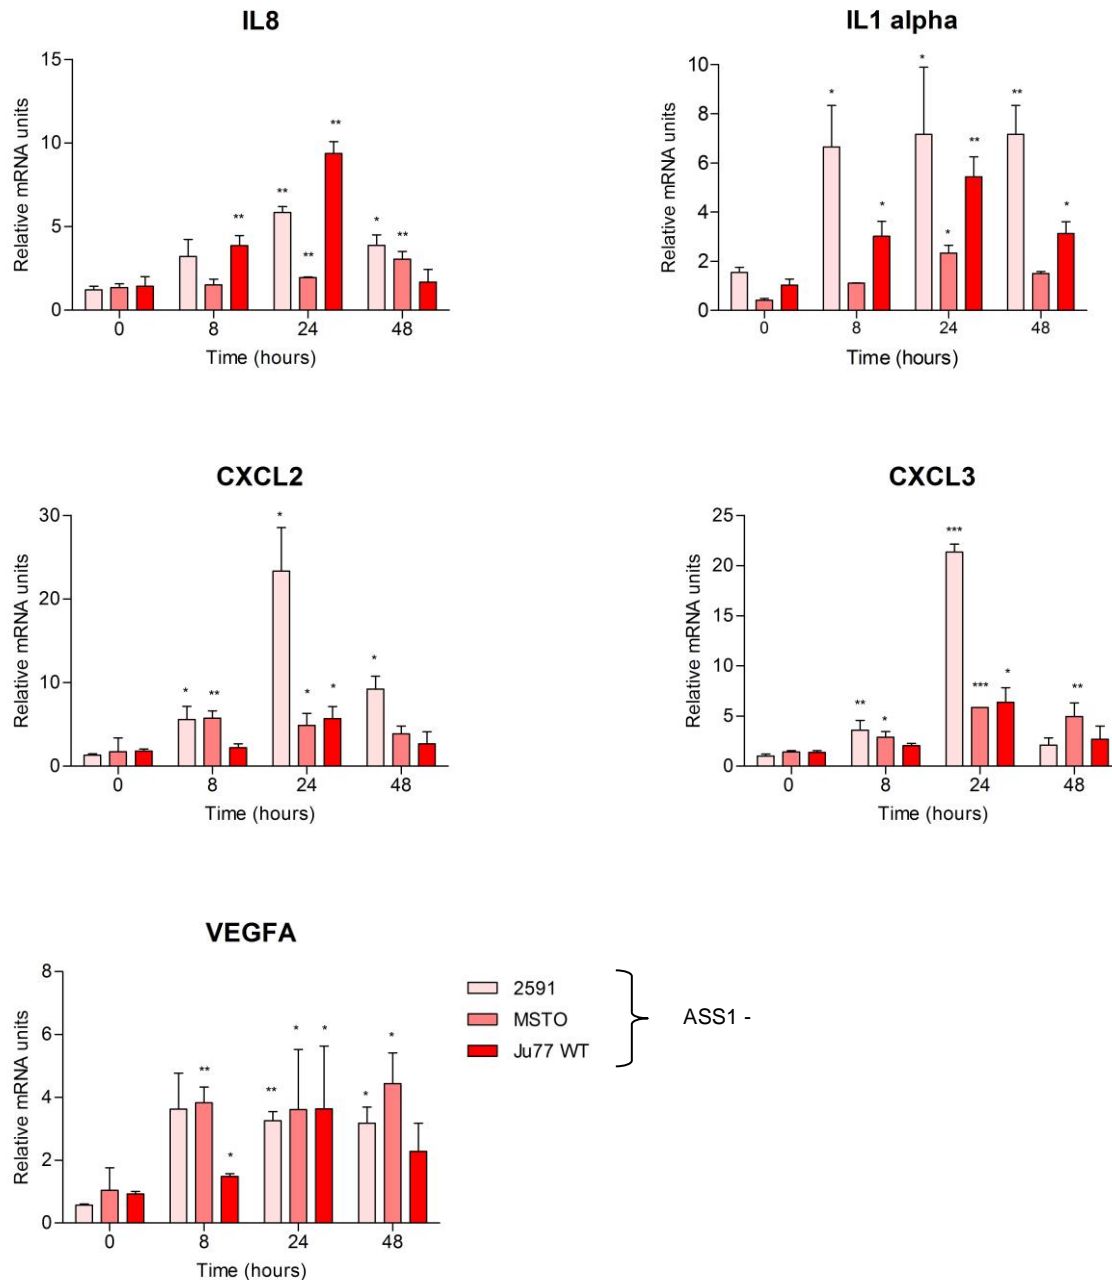 IL8
Relative mRNA units
15
10
5
0
**
**
**
**
*
**
0 8 24 48
Time (hours)
IL1 alpha
Relative mRNA units
10
8
6
4
2
0
*
*
*
*
**
**
*
0 8 24 48
Time (hours)
CXCL2
Relative mRNA units
30
20
10
0
*
**
*
*
*
*
0 8 24 48
Time (hours)
CXCL3
Relative mRNA units
25
20
15
10
5
0
**
*
***
***
*
**
0 8 24 48
Time (hours)
VEGFA
Relative mRNA units
8
6
4
2
0
**
*
**
*
*
*
*
0 8 24 48
Time (hours)
2591
MSTO
Ju77 WT
ASS1 -